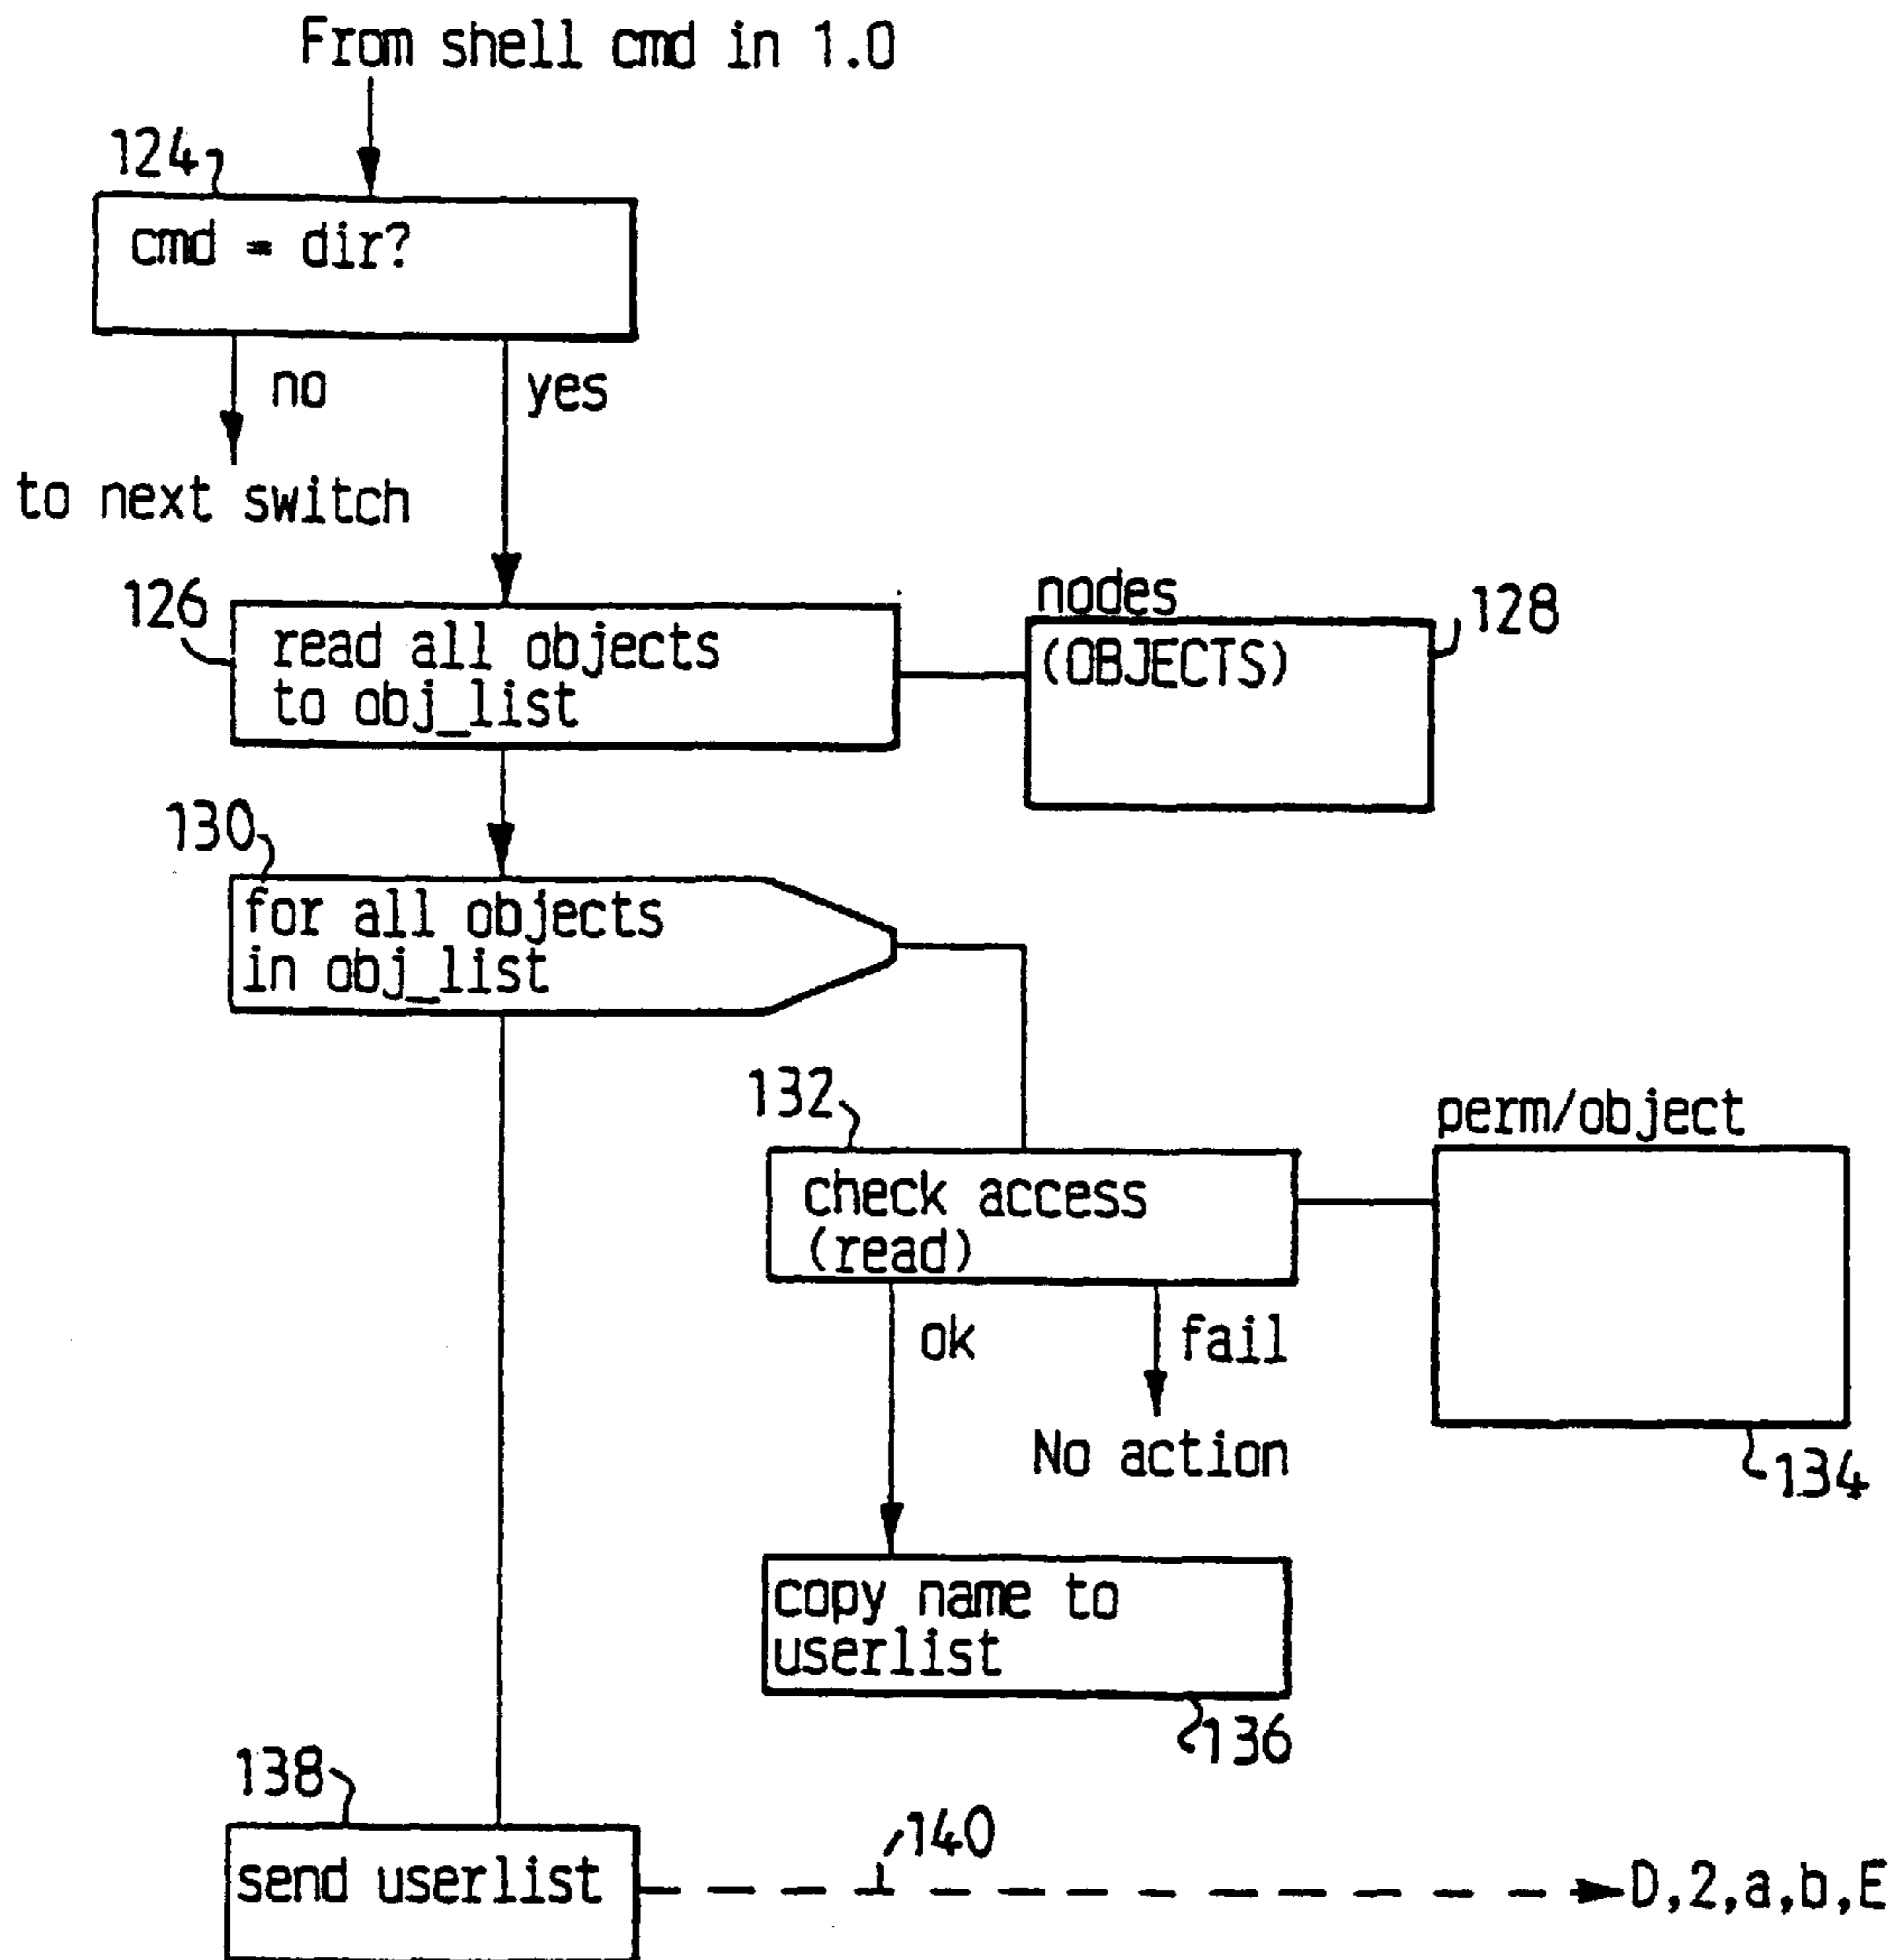 From shell cmd in 1.0
124
cmd = dir?
no
yes
to next switch
126
read all objects
to obj_list
nodes
(OBJECTS)
128
130
for all objects
in obj_list
132
check access
(read)
perm/object
134
ok
fail
No action
copy name to
userlist
136
138
send userlist
140
D,2,a,b,E